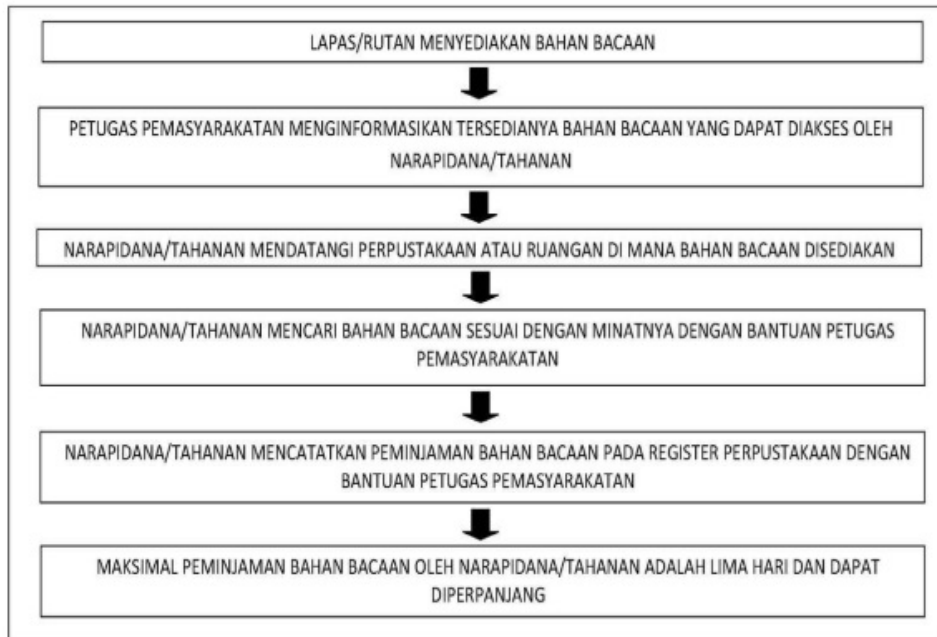 LAPAS/RUTAN MENYEDIAKAN BAHAN BACAAN
PETUGAS PEMASYARAKATAN MENGINFORMASIKAN TERSEDIANYA BAHAN BACAAN YANG DAPAT DIAKSES OLEH
NARAPIDANA/TAHANAN
NARAPIDANA/TAHANAN MENDATANGI PERPUSTAKAAN ATAU RUANGAN DI MANA BAHAN BACAAN DISEDIAKAN
NARAPIDANA/TAHANAN MENCARI BAHAN BACAAN SESUAI DENGAN MINATNYA DENGAN BANTUAN PETUGAS
PEMASYARAKATAN
NARAPIDANA/TAHANAN MENCATATKAN PEMINJAMAN BAHAN BACAAN PADA REGISTER PERPUSTAKAAN DENGAN
BANTUAN PETUGAS PEMASYARAKATAN
MAKSIMAL PEMINJAMAN BAHAN BACAAN OLEH NARAPIDANA/TAHANAN ADALAH LIMA HARI DAN DAPAT
DIPERPANJANG